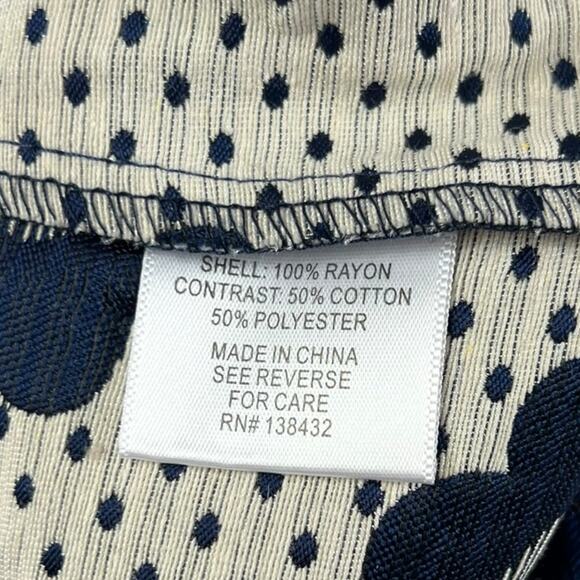 SHELL: 100% RAYON
CONTRAST: 50% COTTON
50% POLYESTER
MADE IN CHINA
SEE REVERSE
FOR CARE
RN# 138432